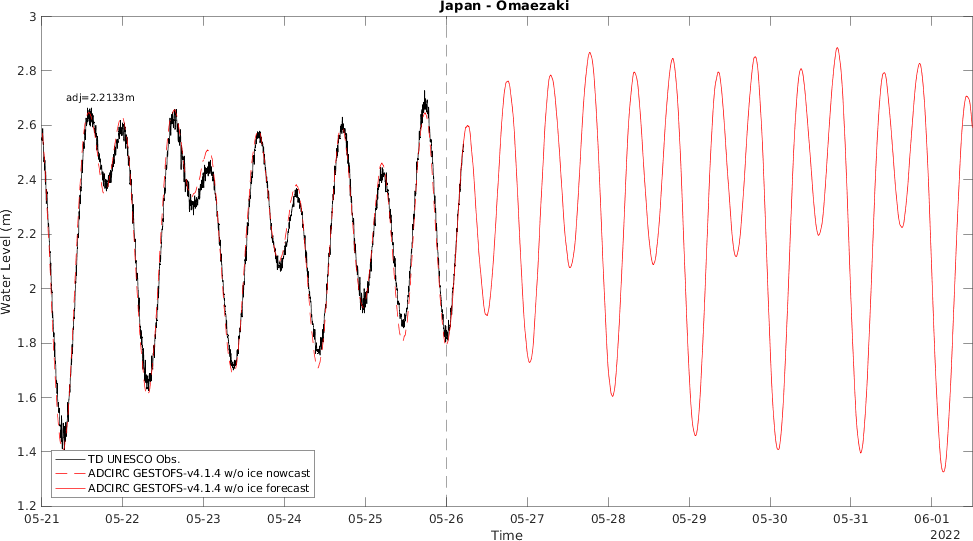 Japan - Omaezaki
3
2.8
adj=2.2133m
2.6
2.4
2.2
Water Level (m)
2
1.8
1.6
1.4
1.2
TD UNESCO Obs.
ADCIRC GESTOFS-v4.1.4 w/o ice nowcast
ADCIRC GESTOFS-v4.1.4 w/o ice forecast
05-21 05-22 05-23 05-24 05-25 05-26 05-27 05-28 05-29 05-30 05-31 06-01
Time
2022